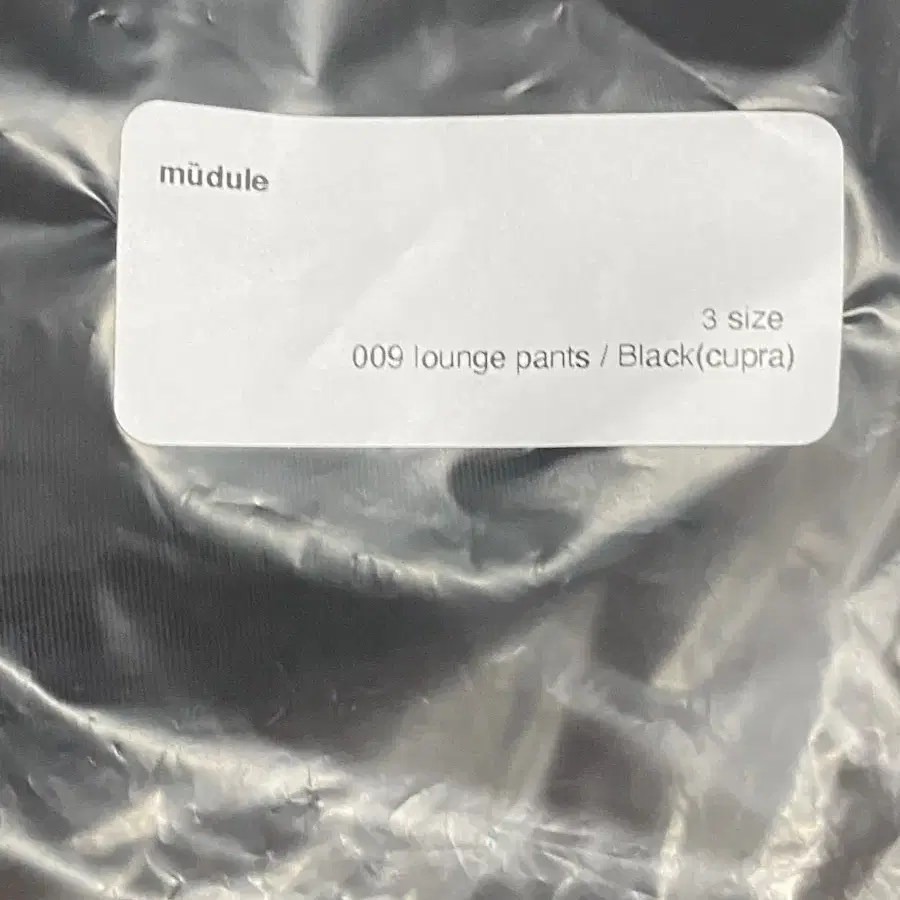 müdule
3 size
009 lounge pants / Black(cupra)